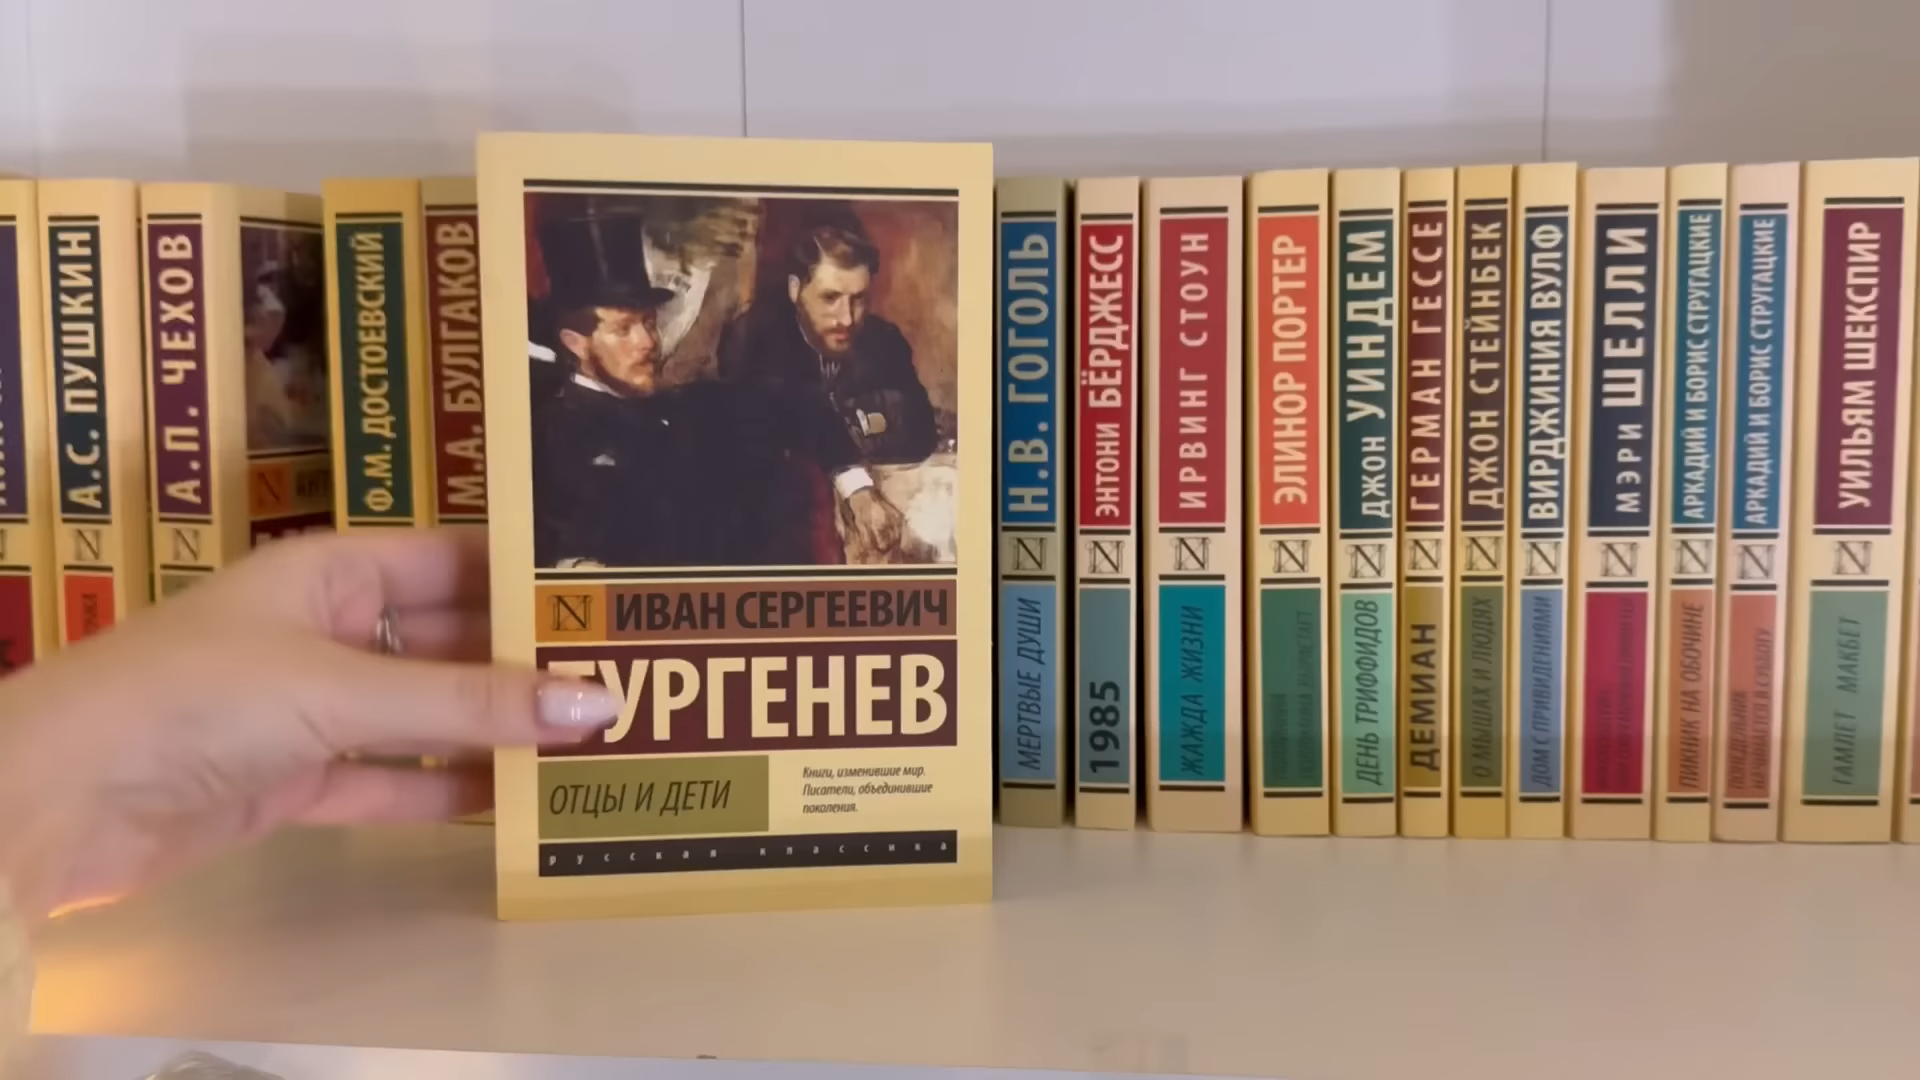 А.С. ПУШКИН
А.П. ЧЕХОВ
Ф.М. ДОСТОЕВСКИЙ
М.А. БУЛГАКОВ
N ИВАН СЕРГЕЕВИЧ
ТУРГЕНЕВ
ОТЦЫ И ДЕТИ
Книги, изменившие мир.
Писатели, объединившие
поколения.
русская классика
Н.В. ГОГОЛЬ
N
МЕРТВЫЕ ДУШИ
ЭНТОНИ БЁРДЖЕСС
N
1985
ИРВИНГ СТОУН
N
ЖАЖДА ЖИЗНИ
ЭЛИНОР ПОРТЕР
N
ДЖОН УИНДЕМ
N
ДЕНЬ ТРИФФИДОВ
ГЕРМАН ГЕССЕ
N
ДЕМИАН
ДЖОН СТЕЙНБЕК
N
О МЫШАХ И ЛЮДЯХ
ВИРДЖИНИЯ ВУЛФ
N
ДОМ С ПРИВИДЕНИЯМИ
МЭРИ ШЕЛЛИ
N
АРКАДИЙ И БОРИС СТРУГАЦКИЕ
N
ПИКНИК НА ОБОЧИНЕ
АРКАДИЙ И БОРИС СТРУГАЦКИЕ
N
ПОНЕДЕЛЬНИК
НАЧИНАЕТСЯ В СУББОТУ
УИЛЬЯМ ШЕКСПИР
N
ГАМЛЕТ МАКБЕТ